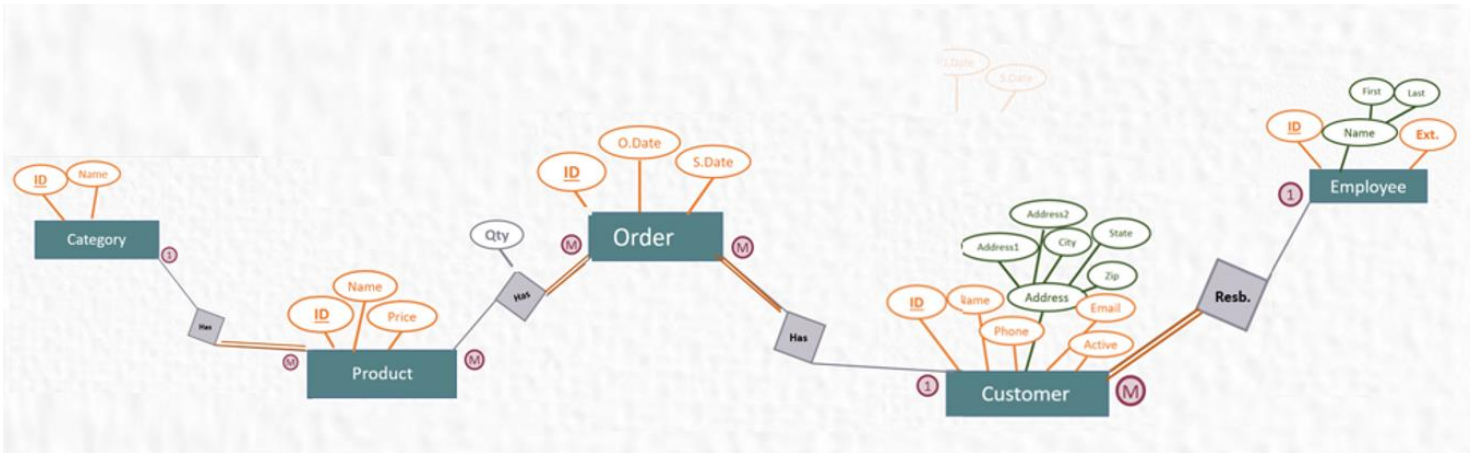 ID
Name
Category
1
Has
M
ID
Name
Price
Product
M
Qty
Has
M
ID
O.Date
S.Date
Order
M
Has
1
ID
Phone
Address1
Address2
City
State
Zip
Address
Email
Active
Customer
M
Resb.
1
ID
First
Last
Name
Ext.
Employee
S.Date